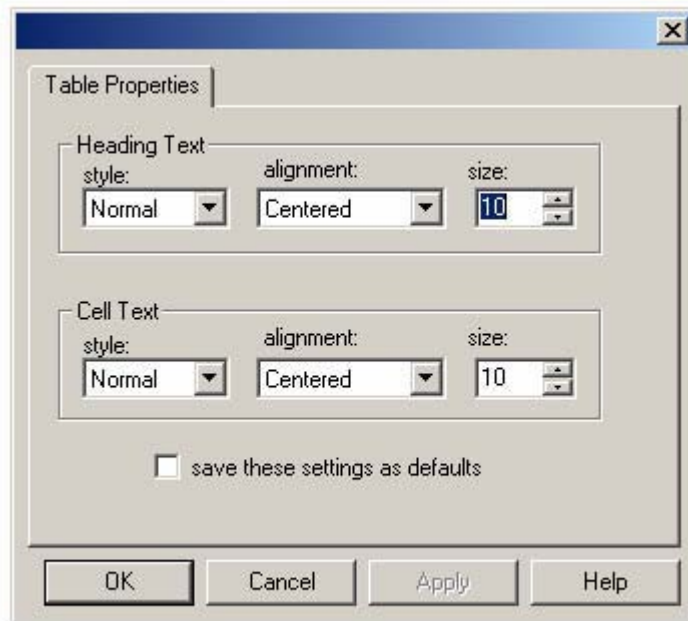 Table Properties
Heading Text
style: alignment: size:
Normal Centered 10
Cell Text
style: alignment: size:
Normal Centered 10
save these settings as defaults
OK Cancel Apply Help